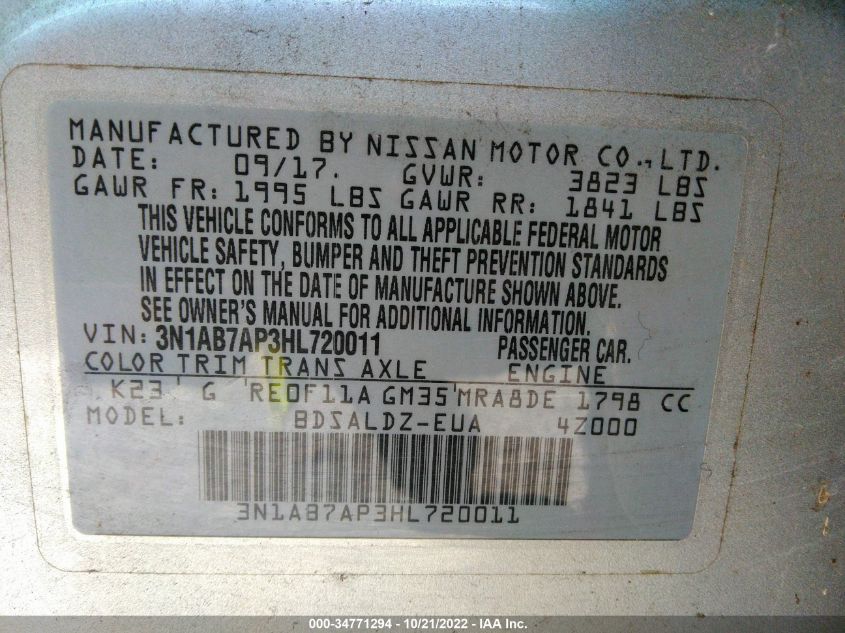 MANUFACTURED BY NISSAN MOTOR CO., LTD.
DATE: 09/17. GVWR: 3823 LBS
GAWR FR: 1995 LBS GAWR RR: 1841 LBS
THIS VEHICLE CONFORMS TO ALL APPLICABLE FEDERAL MOTOR
VEHICLE SAFETY, BUMPER AND THEFT PREVENTION STANDARDS
IN EFFECT ON THE DATE OF MANUFACTURE SHOWN ABOVE.
SEE OWNER'S MANUAL FOR ADDITIONAL INFORMATION.
VIN: 3N1AB7AP3HL720011 PASSENGER CAR.
COLOR TRIM TRANS AXLE ENGINE
K23 G RE0F11A GM35 MRA8DE 1798 CC
MODEL: BDSALDZ-EUA 4Z000
3N1AB7AP3HL720011
000-34771294 - 10/21/2022 - IAA Inc.